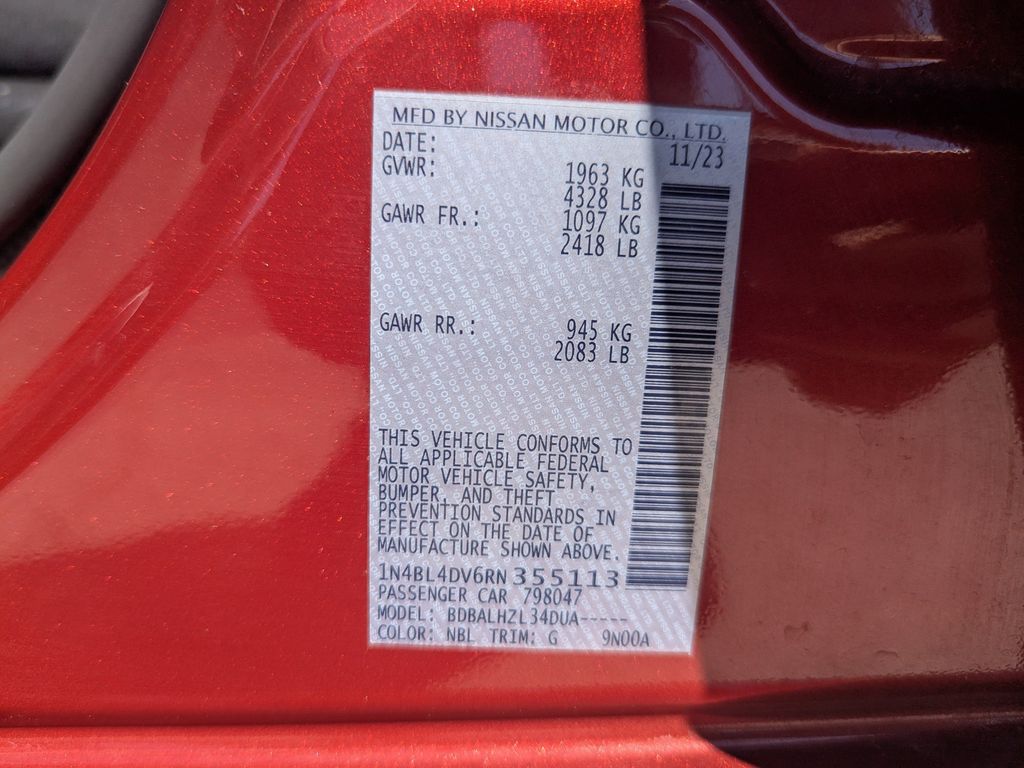 MFD BY NISSAN MOTOR CO., LTD.
DATE: 11/23
GVWR: 1963 KG
4328 LB
GAWR FR.: 1097 KG
2418 LB
GAWR RR.: 945 KG
2083 LB
THIS VEHICLE CONFORMS TO
ALL APPLICABLE FEDERAL
MOTOR VEHICLE SAFETY,
BUMPER, AND THEFT
PREVENTION STANDARDS IN
EFFECT ON THE DATE OF
MANUFACTURE SHOWN ABOVE.
1N4BL4DV6RN355113
PASSENGER CAR 798047
MODEL: BDBALHZL34DUA-----
COLOR: NBL TRIM: G 9N00A